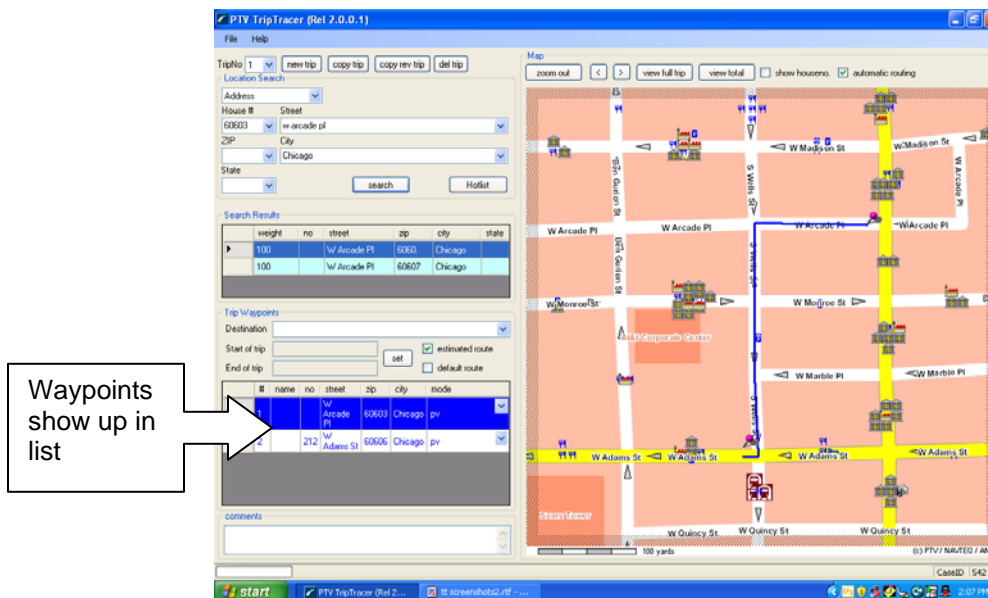 PTV TripTracer (Rel 2.0.0.1)
File Help
TripNo 1 new trip copy trip copy rev trip del trip
Location Search
Address
House # Street
60603 w arcade pl
ZIP City
Chicago
State
search Hotlist
Search Results
weight no street zip city state
100 W Arcade Pl 6060. Chicago
100 W Arcade Pl 60607 Chicago
Trip Waypoints
Destination
Start of trip
End of trip
set
estimated route
default route
# name no street zip city mode
1 W Arcade Pl 60603 Chicago pv
2 212 W Adams St 60606 Chicago pv
comments
Waypoints
show up in
list
Map
zoom out < > view full trip view total show houseno. automatic routing
W Madison St
W Madison St
W Arcade Pl
S Wells St
W Arcade Pl
W Arcade Pl
W Arcade Pl
W Arcade Pl
W Monroe St
W Monroe St
At&t Corporate Center
W Marble Pl
W Marble Pl
W Adams St
W Adams St
W Adams St
W Adams St
Sears Tower
W Quincy St
W Quincy St
W Quincy St
100 yards
(c) PTV / NAVTEQ / AN
CaseID 542
start PTV TripTracer (Rel 2... tt screenshots2.rtf - ...
2:07 PM